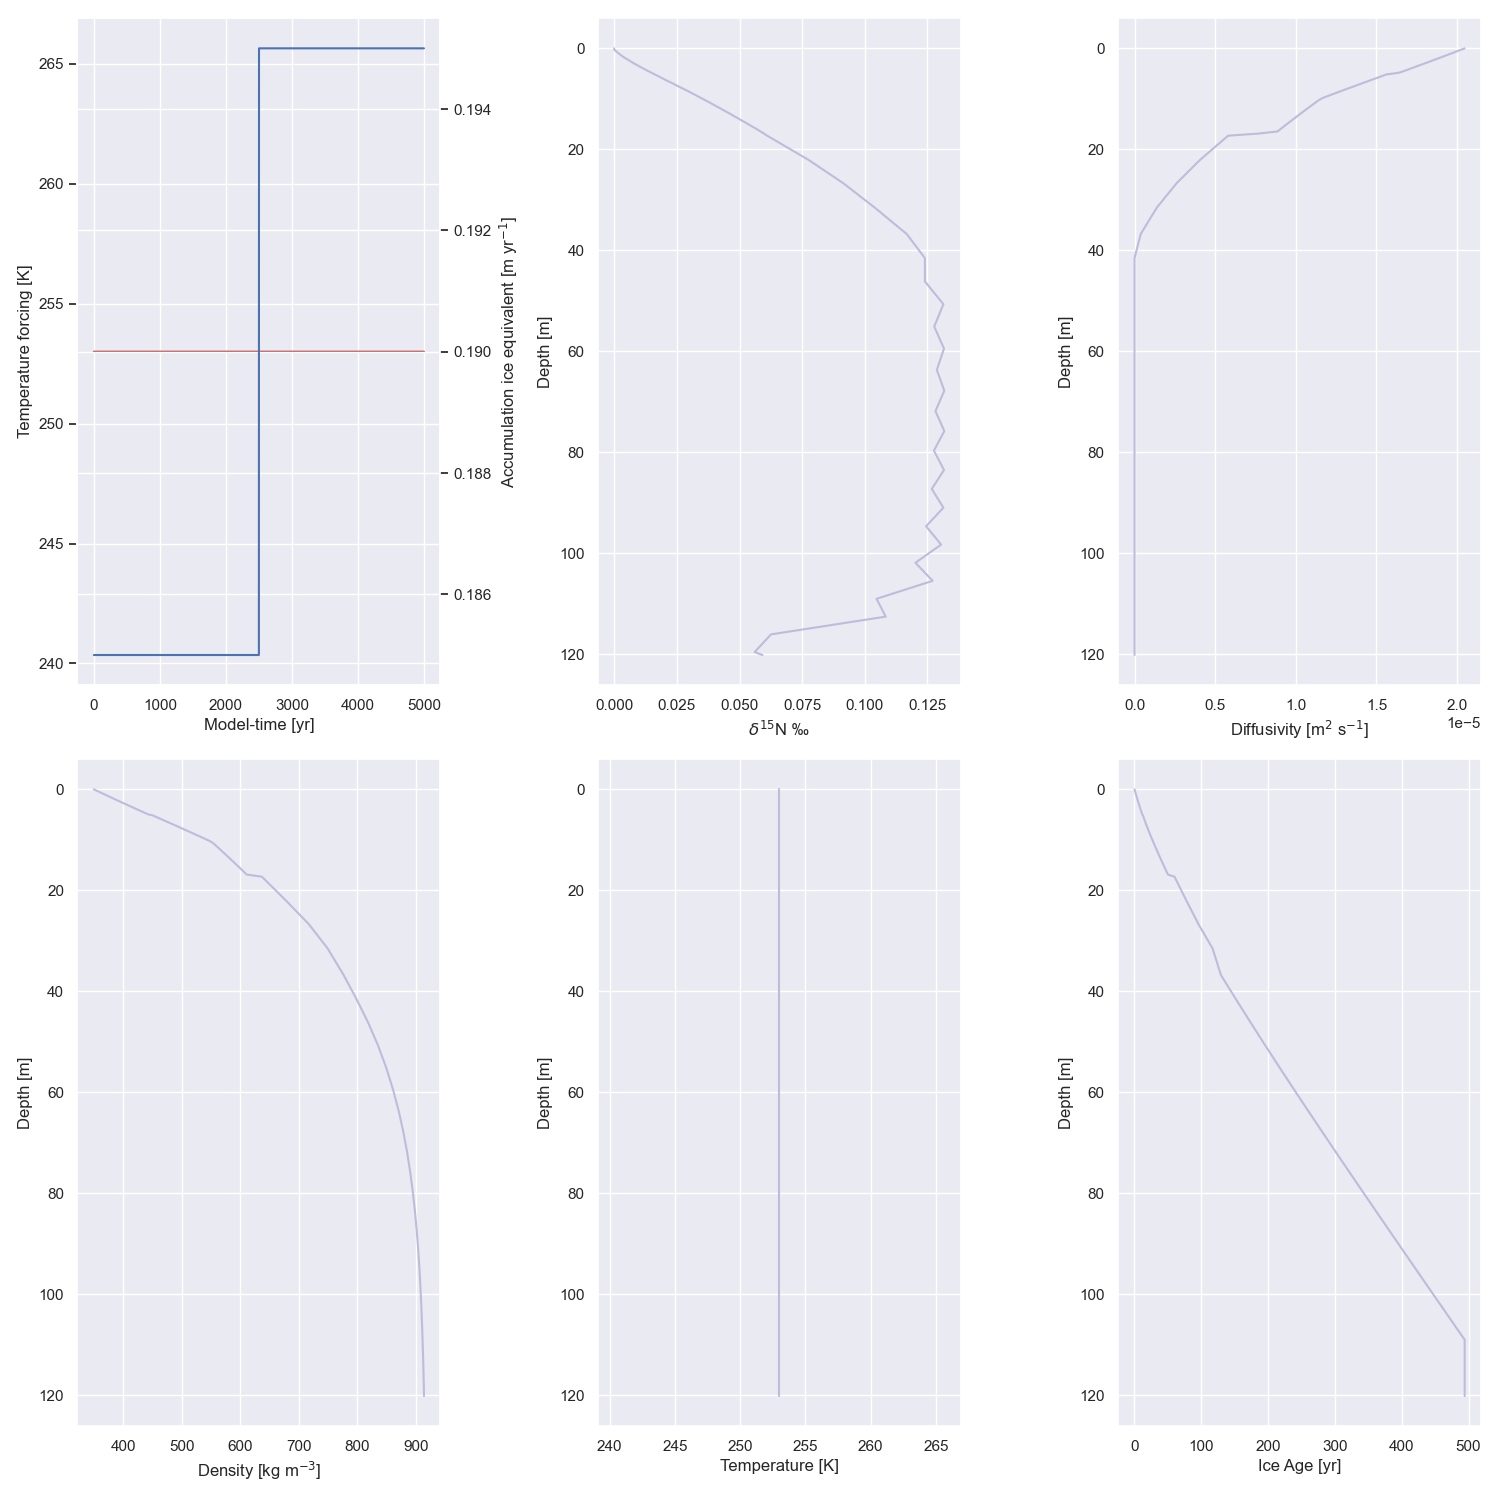 265
260
255
250
245
240
Temperature forcing [K]
0.194
0.192
0.190
0.188
0.186
Accumulation ice equivalent [m yr⁻¹]
0 1000 2000 3000 4000 5000
Model-time [yr]
0
20
40
60
80
100
120
Depth [m]
0.000 0.025 0.050 0.075 0.100 0.125
δ¹⁵N ‰
0
20
40
60
80
100
120
Depth [m]
0.0 0.5 1.0 1.5 2.0
1e−5
Diffusivity [m² s⁻¹]
0
20
40
60
80
100
120
Depth [m]
400 500 600 700 800 900
Density [kg m⁻³]
0
20
40
60
80
100
120
Depth [m]
240 245 250 255 260 265
Temperature [K]
0
20
40
60
80
100
120
Depth [m]
0 100 200 300 400 500
Ice Age [yr]